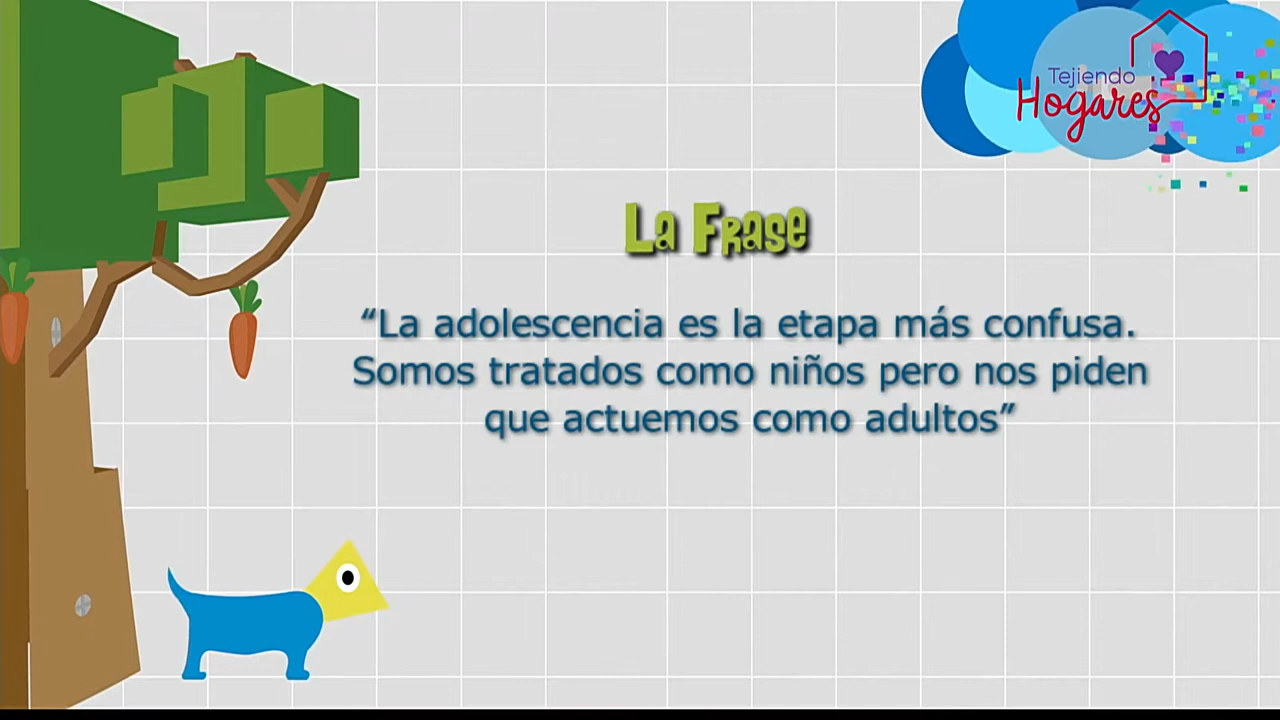 Tejiendo
Hogares
La Frase
“La adolescencia es la etapa más confusa.
Somos tratados como niños pero nos piden
que actuemos como adultos”